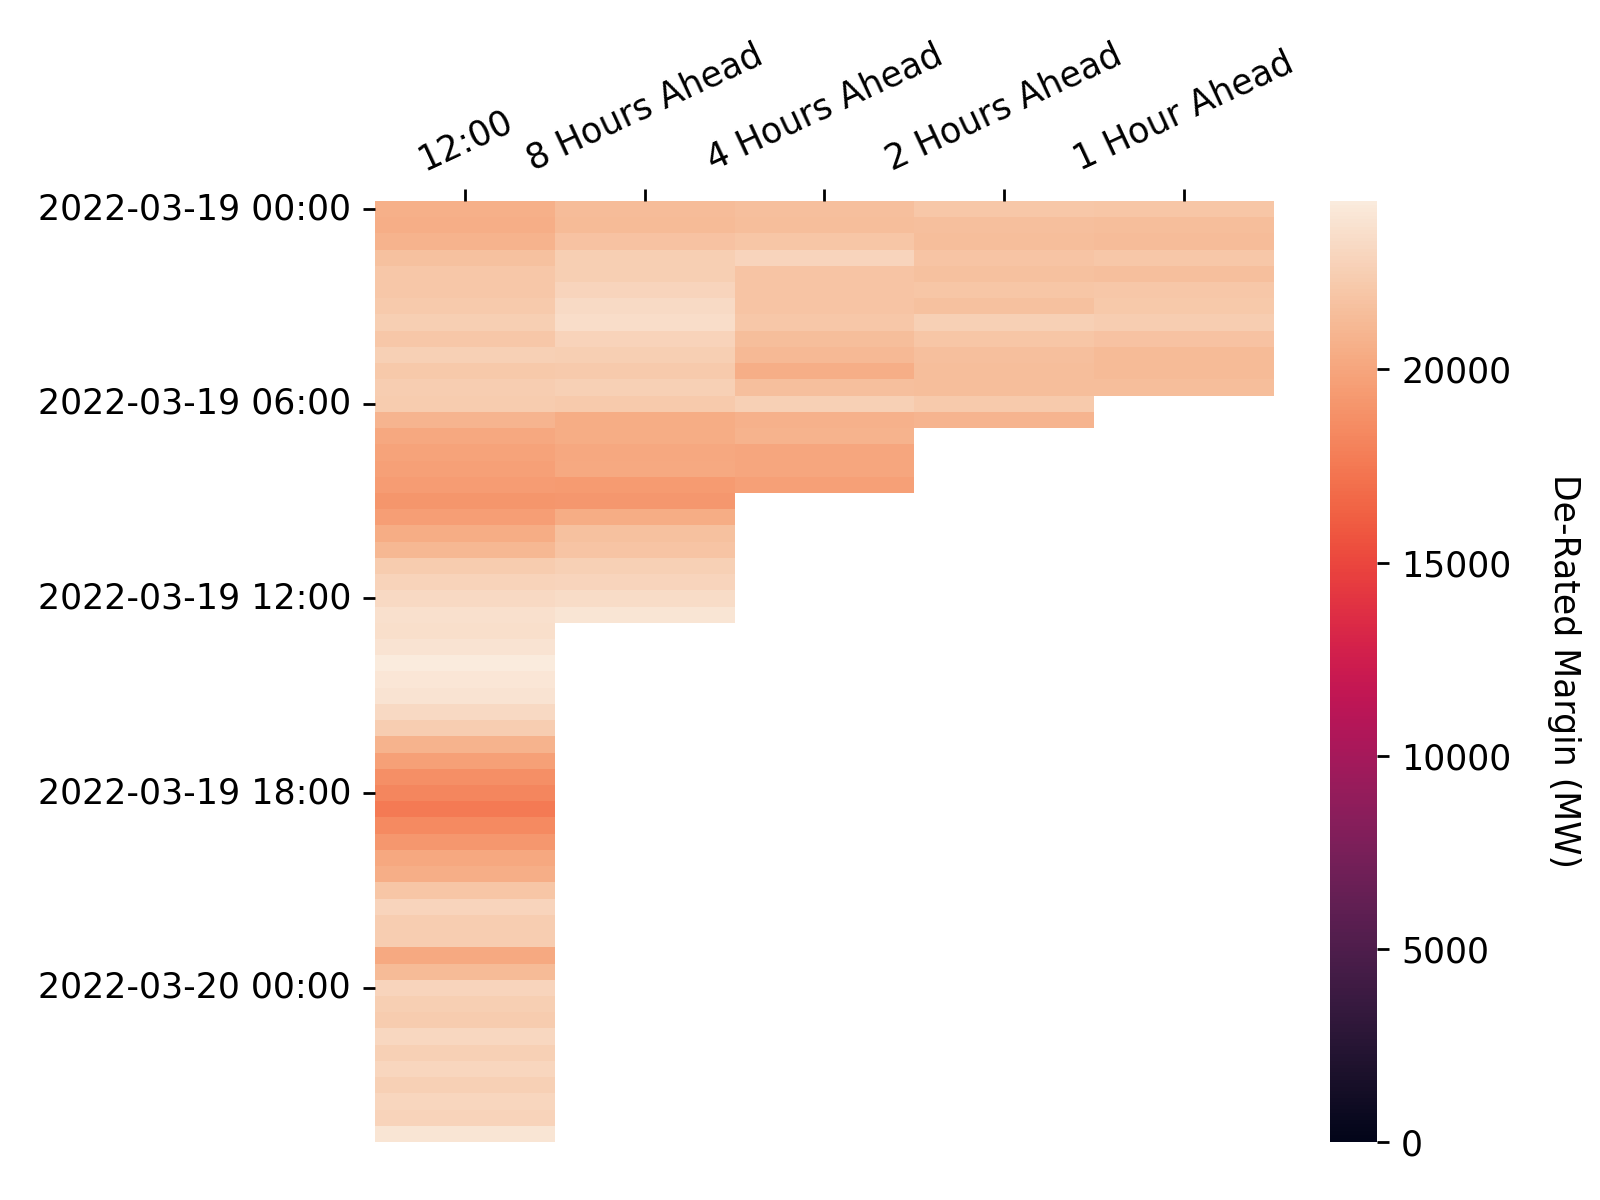 12:00
8 Hours Ahead
4 Hours Ahead
2 Hours Ahead
1 Hour Ahead
2022-03-19 00:00
2022-03-19 06:00
2022-03-19 12:00
2022-03-19 18:00
2022-03-20 00:00
20000
15000
10000
5000
0
De-Rated Margin (MW)